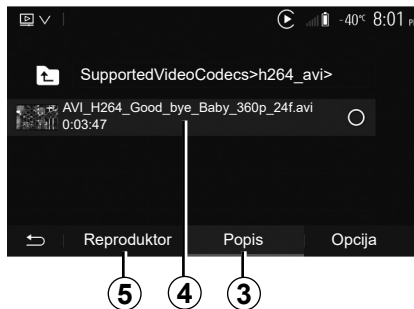 -40°C 8:01
SupportedVideoCodecs>h264_avi>
AVI_H264_Good_bye_Baby_360p_24f.avi
0:03:47
Reproduktor Popis Opcija
5 4 3